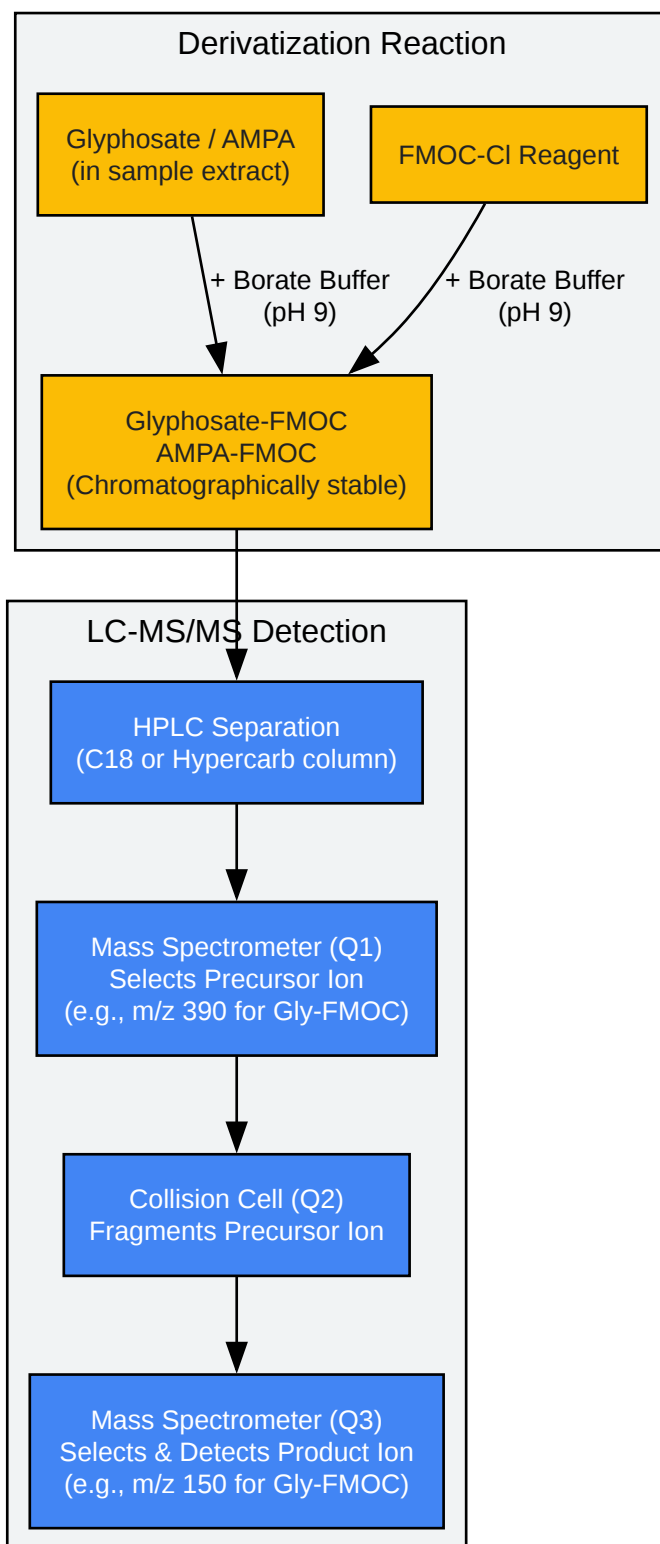 Derivatization Reaction
Glyphosate / AMPA
(in sample extract)
FMOC-Cl Reagent
+ Borate Buffer
(pH 9)
+ Borate Buffer
(pH 9)
Glyphosate-FMOC
AMPA-FMOC
(Chromatographically stable)
LC-MS/MS Detection
HPLC Separation
(C18 or Hypercarb column)
Mass Spectrometer (Q1)
Selects Precursor Ion
(e.g., m/z 390 for Gly-FMOC)
Collision Cell (Q2)
Fragments Precursor Ion
Mass Spectrometer (Q3)
Selects & Detects Product Ion
(e.g., m/z 150 for Gly-FMOC)